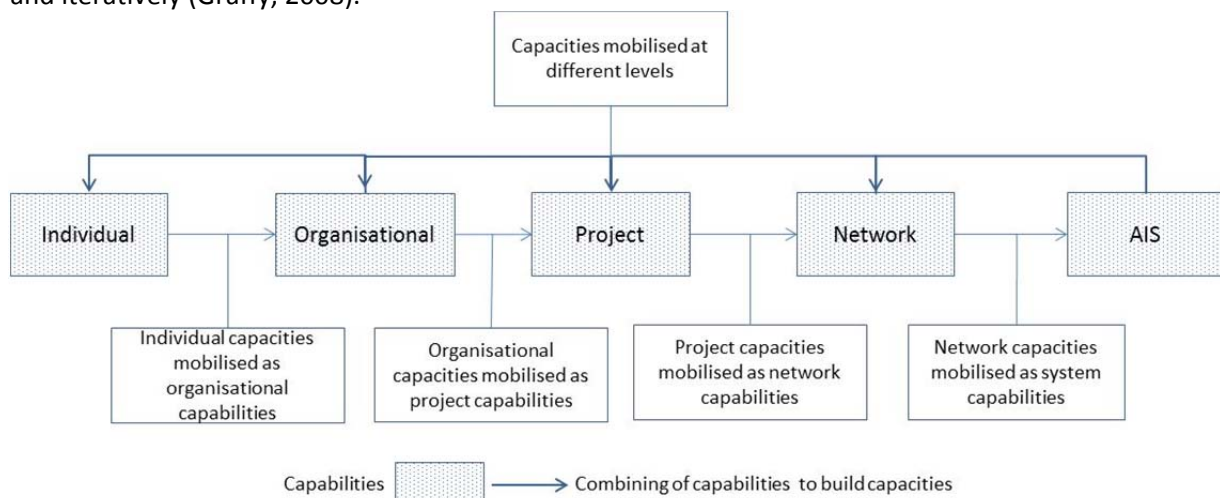 and iteratively (Grafly, 2008).
Capacities mobilised at
different levels
Individual
Organisational
Project
Network
AIS
Individual capacities
mobilised as
organisational
capabilities
Organisational
capacities mobilised as
project capabilities
Project capacities
mobilised as network
capabilities
Network capacities
mobilised as system
capabilities
Capabilities
Combining of capabilities to build capacities